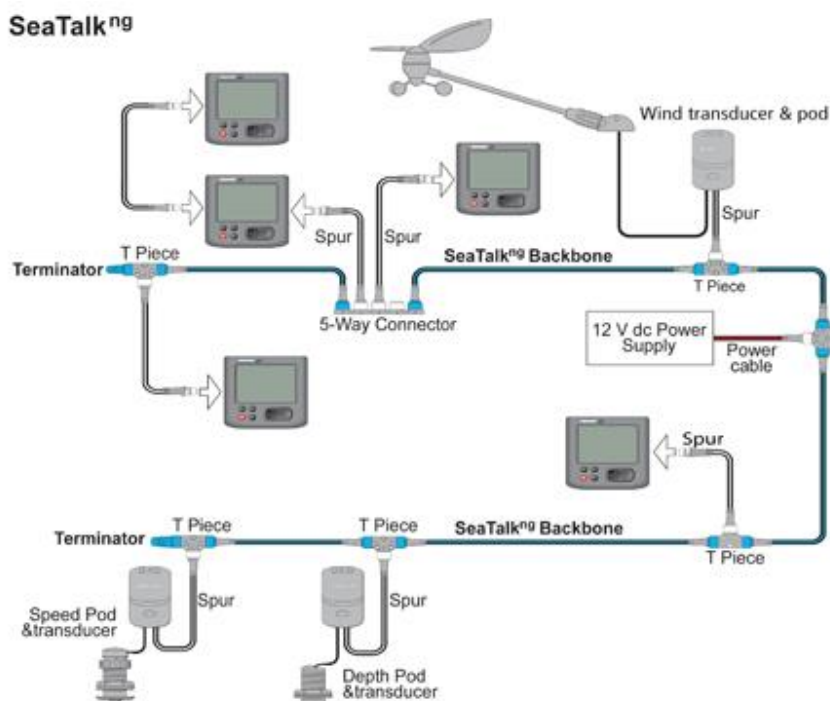 SeaTalkⁿᵍ
Wind transducer & pod
Spur
Spur
Spur
T Piece
Terminator
SeaTalkⁿᵍ Backbone
T Piece
5-Way Connector
12 V dc Power
Supply
Power
cable
Spur
T Piece
Terminator
T Piece
SeaTalkⁿᵍ Backbone
T Piece
Spur
Spur
Speed Pod
&transducer
Depth Pod
&transducer